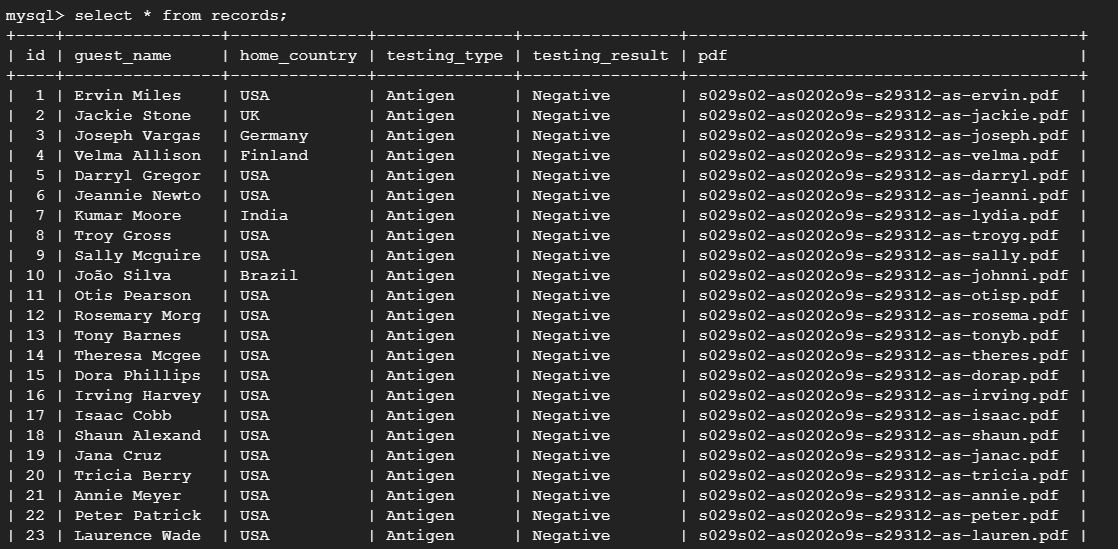 mysql> select * from records;
+----+----------------+--------------+--------------+----------------+----------------------------------------+
| id | guest_name     | home_country | testing_type | testing_result | pdf                                    |
+----+----------------+--------------+--------------+----------------+----------------------------------------+
|  1 | Ervin Miles    | USA          | Antigen      | Negative       | s029s02-as0202o9s-s29312-as-ervin.pdf  |
|  2 | Jackie Stone   | UK           | Antigen      | Negative       | s029s02-as0202o9s-s29312-as-jackie.pdf |
|  3 | Joseph Vargas  | Germany      | Antigen      | Negative       | s029s02-as0202o9s-s29312-as-joseph.pdf |
|  4 | Velma Allison  | Finland      | Antigen      | Negative       | s029s02-as0202o9s-s29312-as-velma.pdf  |
|  5 | Darryl Gregor  | USA          | Antigen      | Negative       | s029s02-as0202o9s-s29312-as-darryl.pdf |
|  6 | Jeannie Newto  | USA          | Antigen      | Negative       | s029s02-as0202o9s-s29312-as-jeanni.pdf |
|  7 | Kumar Moore    | India        | Antigen      | Negative       | s029s02-as0202o9s-s29312-as-lydia.pdf  |
|  8 | Troy Gross     | USA          | Antigen      | Negative       | s029s02-as0202o9s-s29312-as-troyg.pdf  |
|  9 | Sally Mcguire  | USA          | Antigen      | Negative       | s029s02-as0202o9s-s29312-as-sally.pdf  |
| 10 | João Silva     | Brazil       | Antigen      | Negative       | s029s02-as0202o9s-s29312-as-johnni.pdf |
| 11 | Otis Pearson   | USA          | Antigen      | Negative       | s029s02-as0202o9s-s29312-as-otisp.pdf  |
| 12 | Rosemary Morg  | USA          | Antigen      | Negative       | s029s02-as0202o9s-s29312-as-rosema.pdf |
| 13 | Tony Barnes    | USA          | Antigen      | Negative       | s029s02-as0202o9s-s29312-as-tonyb.pdf  |
| 14 | Theresa Mcgee  | USA          | Antigen      | Negative       | s029s02-as0202o9s-s29312-as-theres.pdf |
| 15 | Dora Phillips  | USA          | Antigen      | Negative       | s029s02-as0202o9s-s29312-as-dorap.pdf  |
| 16 | Irving Harvey  | USA          | Antigen      | Negative       | s029s02-as0202o9s-s29312-as-irving.pdf |
| 17 | Isaac Cobb     | USA          | Antigen      | Negative       | s029s02-as0202o9s-s29312-as-isaac.pdf  |
| 18 | Shaun Alexand  | USA          | Antigen      | Negative       | s029s02-as0202o9s-s29312-as-shaun.pdf  |
| 19 | Jana Cruz      | USA          | Antigen      | Negative       | s029s02-as0202o9s-s29312-as-janac.pdf  |
| 20 | Tricia Berry   | USA          | Antigen      | Negative       | s029s02-as0202o9s-s29312-as-tricia.pdf |
| 21 | Annie Meyer    | USA          | Antigen      | Negative       | s029s02-as0202o9s-s29312-as-annie.pdf  |
| 22 | Peter Patrick  | USA          | Antigen      | Negative       | s029s02-as0202o9s-s29312-as-peter.pdf  |
| 23 | Laurence Wade  | USA          | Antigen      | Negative       | s029s02-as0202o9s-s29312-as-lauren.pdf |